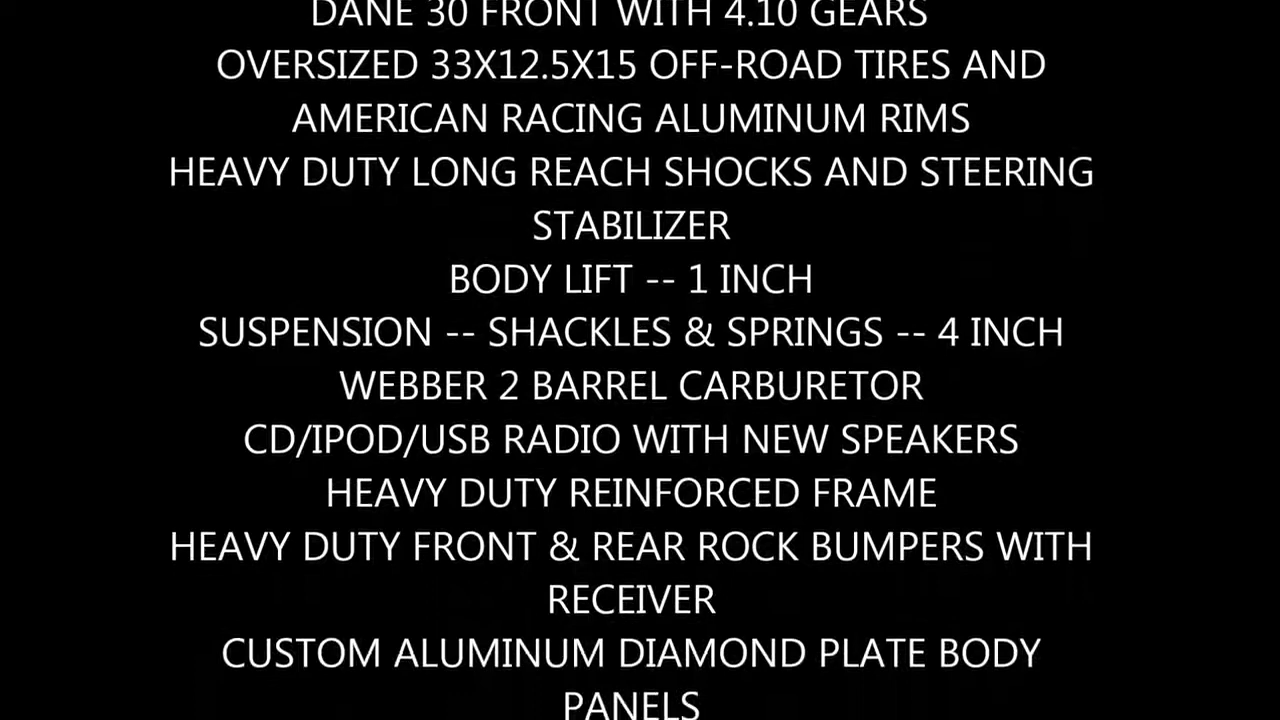 DANE 30 FRONT WITH 4.10 GEARS
OVERSIZED 33X12.5X15 OFF-ROAD TIRES AND
AMERICAN RACING ALUMINUM RIMS
HEAVY DUTY LONG REACH SHOCKS AND STEERING
STABILIZER
BODY LIFT -- 1 INCH
SUSPENSION -- SHACKLES & SPRINGS -- 4 INCH
WEBBER 2 BARREL CARBURETOR
CD/IPOD/USB RADIO WITH NEW SPEAKERS
HEAVY DUTY REINFORCED FRAME
HEAVY DUTY FRONT & REAR ROCK BUMPERS WITH
RECEIVER
CUSTOM ALUMINUM DIAMOND PLATE BODY
PANELS